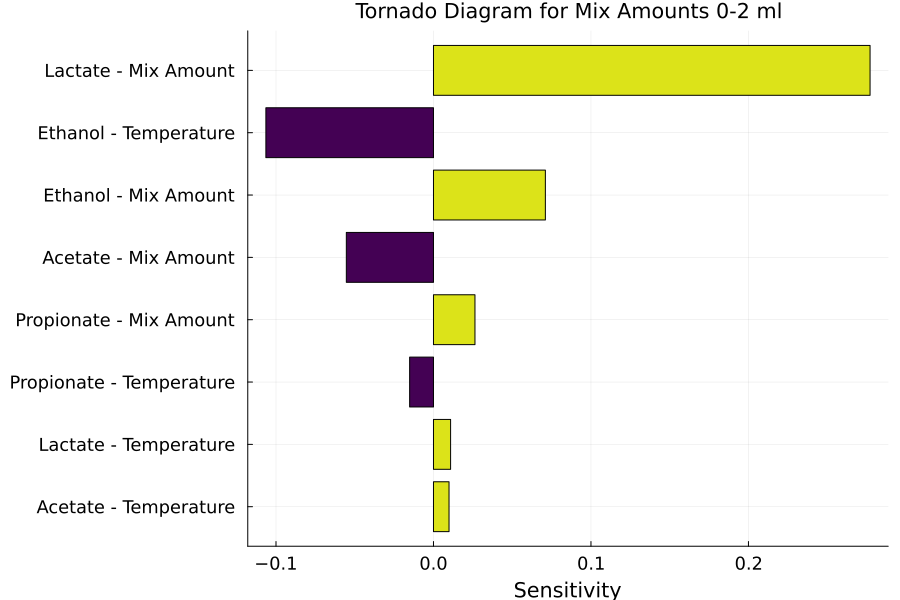 Tornado Diagram for Mix Amounts 0-2 ml
Lactate - Mix Amount
Ethanol - Temperature
Ethanol - Mix Amount
Acetate - Mix Amount
Propionate - Mix Amount
Propionate - Temperature
Lactate - Temperature
Acetate - Temperature
−0.1 0.0 0.1 0.2
Sensitivity